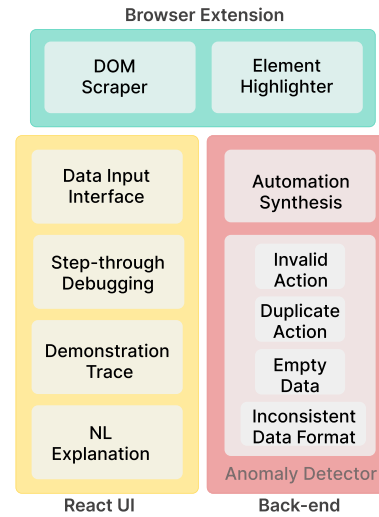 Browser Extension
DOM
Scraper
Element
Highlighter
Data Input
Interface
Step-through
Debugging
Demonstration
Trace
NL
Explanation
React UI
Automation
Synthesis
Invalid
Action
Duplicate
Action
Empty
Data
Inconsistent
Data Format
Anomaly Detector
Back-end